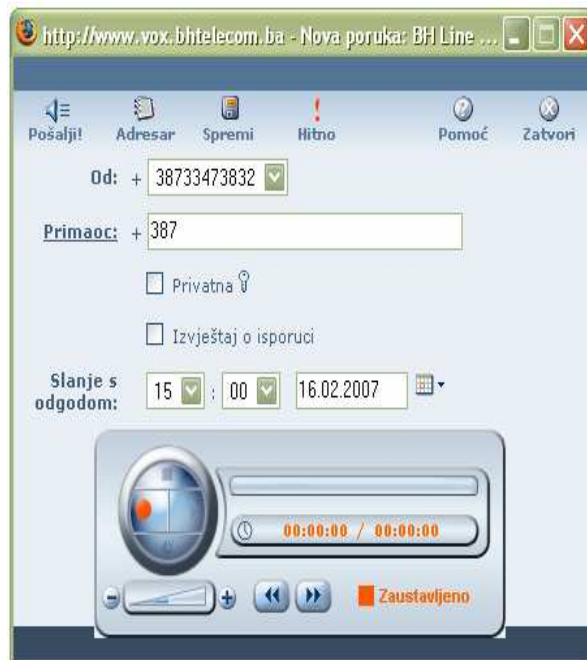 http://www.vox.bhtelecom.ba - Nova poruka: BH Line ...
Pošalji! Adresar Spremi Hitno Pomoć Zatvori
Od: + 38733473832
Primaoc: + 387
Privatna
Izvještaj o isporuci
Slanje s odgodom: 15 : 00 16.02.2007
00:00:00 / 00:00:00
Zaustavljeno